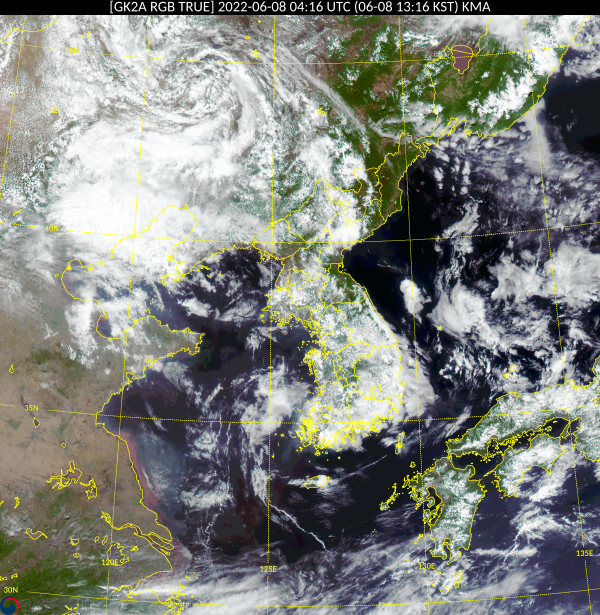 [GK2A RGB TRUE] 2022-06-08 04:16 UTC (06-08 13:16 KST) KMA
40N
35N
120E
125E
130E
135E
30N